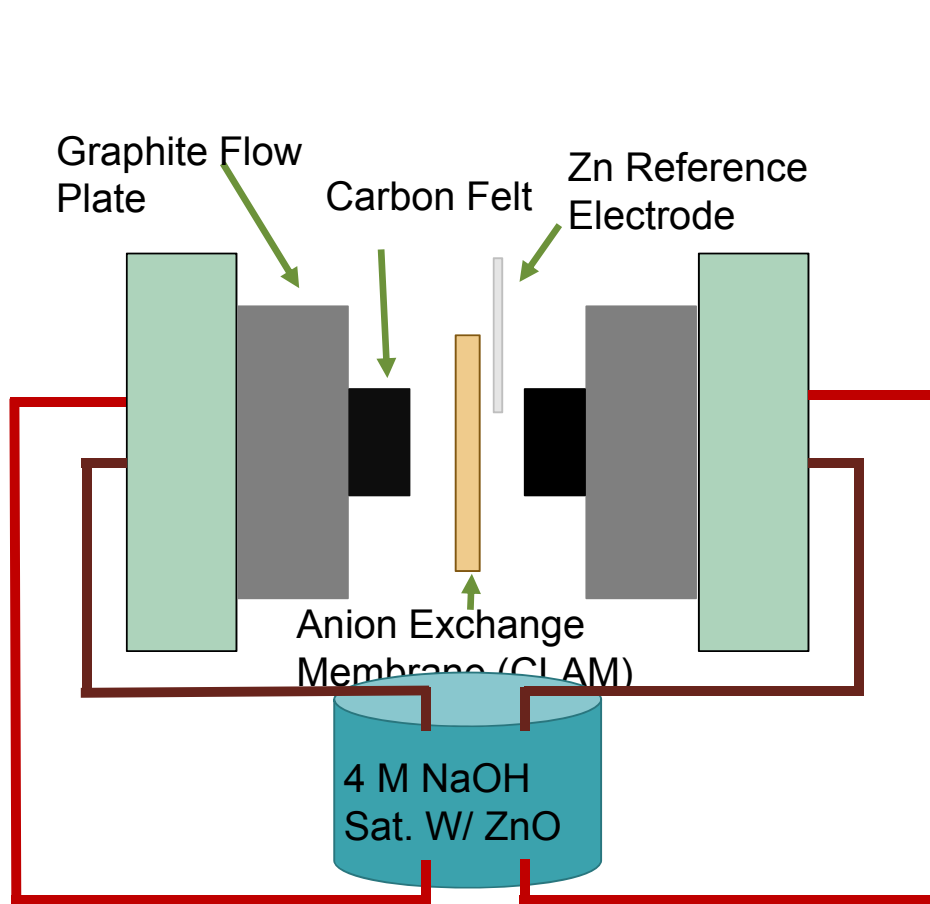 Graphite Flow
Plate
Carbon Felt
Zn Reference
Electrode
Anion Exchange
Membrane (CLAM)
4 M NaOH
Sat. W/ ZnO